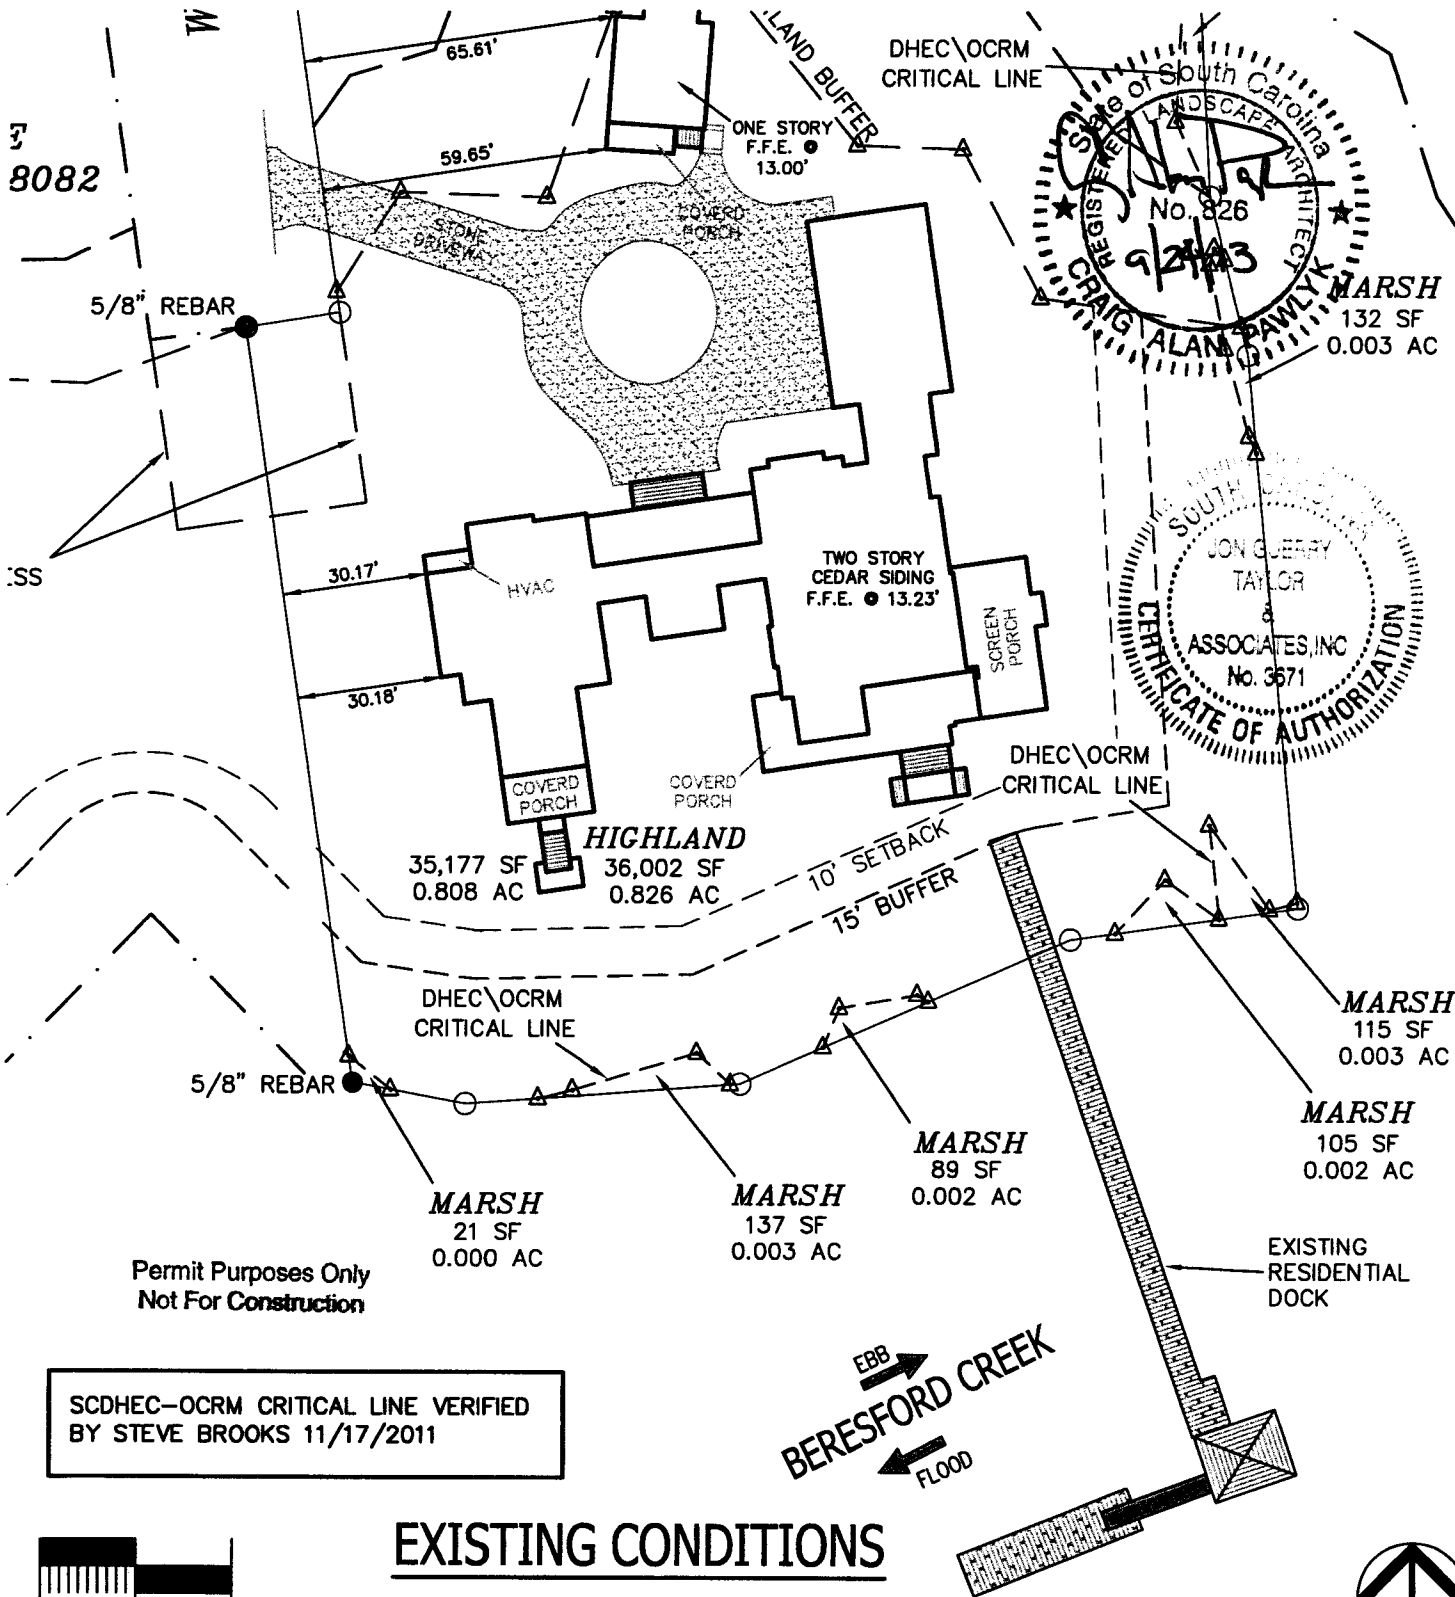 W
65.61'
LAND BUFFER
DHEC\OCRM
CRITICAL LINE
State of South Carolina
REGISTERED LANDSCAPE ARCHITECT
No. 826
CRAIG ALAN PAWLYK
ONE STORY
F.F.E. @
13.00'
59.65'
8082
COVERD
PORCH
STONE
DRIVEWAY
5/8" REBAR
MARSH
132 SF
0.003 AC
SOUTH CAROLINA
JON GUERRY
TAYLOR
&
ASSOCIATES, INC
No. 3671
CERTIFICATE OF AUTHORIZATION
TWO STORY
CEDAR SIDING
F.F.E. @ 13.23'
30.17'
HVAC
SS
SCREEN
PORCH
30.18'
DHEC\OCRM
CRITICAL LINE
COVERD
PORCH
COVERD
PORCH
HIGHLAND
35,177 SF
0.808 AC
36,002 SF
0.826 AC
10' SETBACK
15' BUFFER
DHEC\OCRM
CRITICAL LINE
5/8" REBAR
MARSH
115 SF
0.003 AC
MARSH
105 SF
0.002 AC
MARSH
89 SF
0.002 AC
MARSH
137 SF
0.003 AC
MARSH
21 SF
0.000 AC
Permit Purposes Only
Not For Construction
EXISTING
RESIDENTIAL
DOCK
EBB
BERESFORD CREEK
FLOOD
SCDHEC-OCRM CRITICAL LINE VERIFIED
BY STEVE BROOKS 11/17/2011
EXISTING CONDITIONS